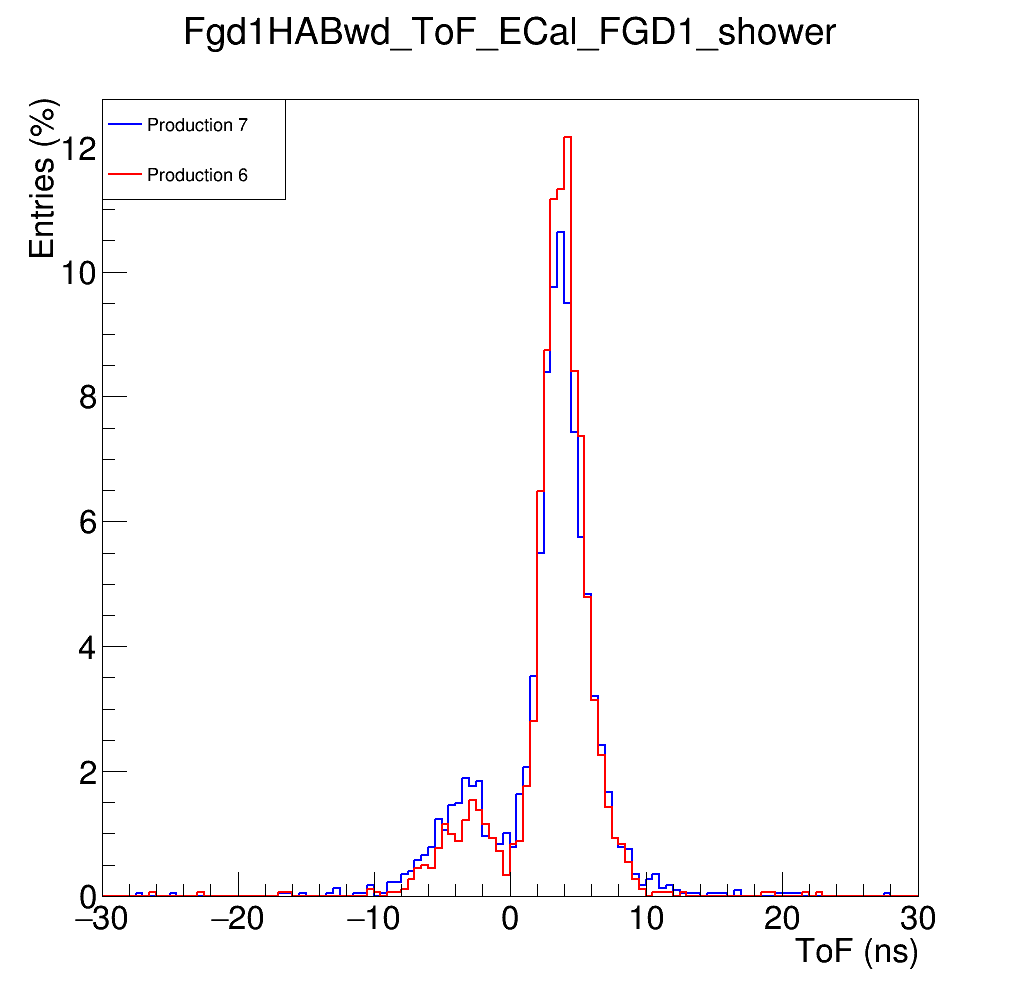 Fgd1HABwd_ToF_ECal_FGD1_shower
Entries (%)
Production 7
Production 6
12
10
8
6
4
2
0
−30 −20 −10 0 10 20 30
ToF (ns)